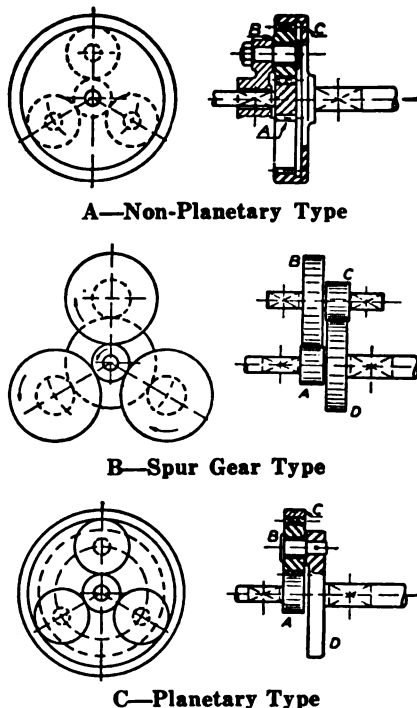 B C
A
A—Non-Planetary Type
B
C
A
D
B—Spur Gear Type
C
B
A
D
C—Planetary Type